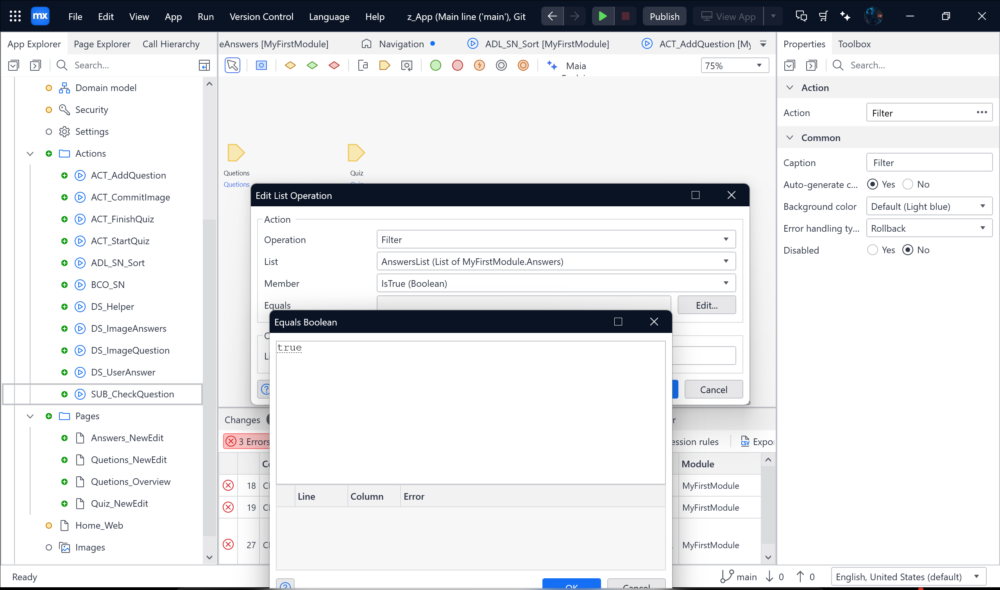 mx File Edit View App Run Version Control Language Help z_App (Main line ('main'), Git Publish View App
App Explorer Page Explorer Call Hierarchy
Search...
Domain model
Security
Settings
Actions
ACT_AddQuestion
ACT_CommitImage
ACT_FinishQuiz
ACT_StartQuiz
ADL_SN_Sort
BCO_SN
DS_Helper
DS_ImageAnswers
DS_ImageQuestion
DS_UserAnswer
SUB_CheckQuestion
Pages
Answers_NewEdit
Quetions_NewEdit
Quetions_Overview
Quiz_NewEdit
Home_Web
Images
eAnswers [MyFirstModule] Navigation ADL_SN_Sort [MyFirstModule] ACT_AddQuestion [My
Maia
75%
Quetions
Quetions
Quiz
Quiz
Edit List Operation
Action
Operation Filter
List AnswersList (List of MyFirstModule.Answers)
Member IsTrue (Boolean)
Equals Edit...
Cancel
Equals Boolean
true
Line Column Error
OK Cancel
Changes
3 Errors
ession rules CSV Expor
Module
18 MyFirstModule
19 MyFirstModule
27 MyFirstModule
Properties Toolbox
Search...
Action
Action Filter
Common
Caption Filter
Auto-generate c... Yes No
Background color Default (Light blue)
Error handling ty... Rollback
Disabled Yes No
Ready
main 0 0 English, United States (default)